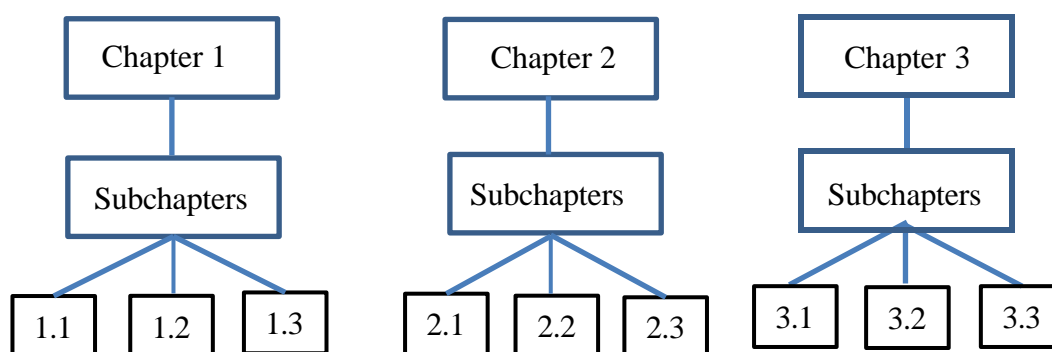 Chapter 1
Chapter 2
Chapter 3
Subchapters
Subchapters
Subchapters
1.1
1.2
1.3
2.1
2.2
2.3
3.1
3.2
3.3